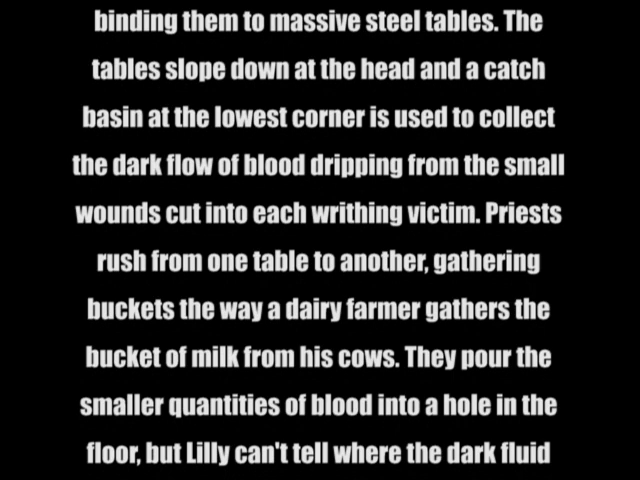 binding them to massive steel tables. The
tables slope down at the head and a catch
basin at the lowest corner is used to collect
the dark flow of blood dripping from the small
wounds cut into each writhing victim. Priests
rush from one table to another, gathering
buckets the way a dairy farmer gathers the
bucket of milk from his cows. They pour the
smaller quantities of blood into a hole in the
floor, but Lilly can't tell where the dark fluid